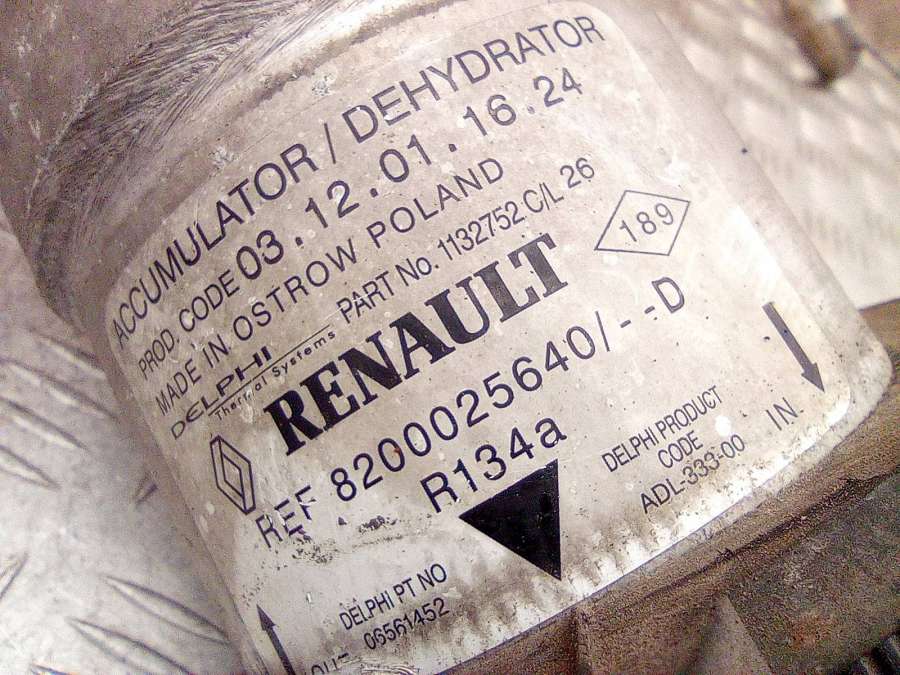 ACCUMULATOR / DEHYDRATOR
PROD. CODE 03.12.01.16.24
MADE IN OSTROW POLAND
DELPHI PART No. 1132752 C/L 26
Thermal Systems
RENAULT 189
REF 8200025640/--D
R134a
DELPHI PRODUCT
CODE
ADL-333-00
IN.
DELPHI PT NO
06561452